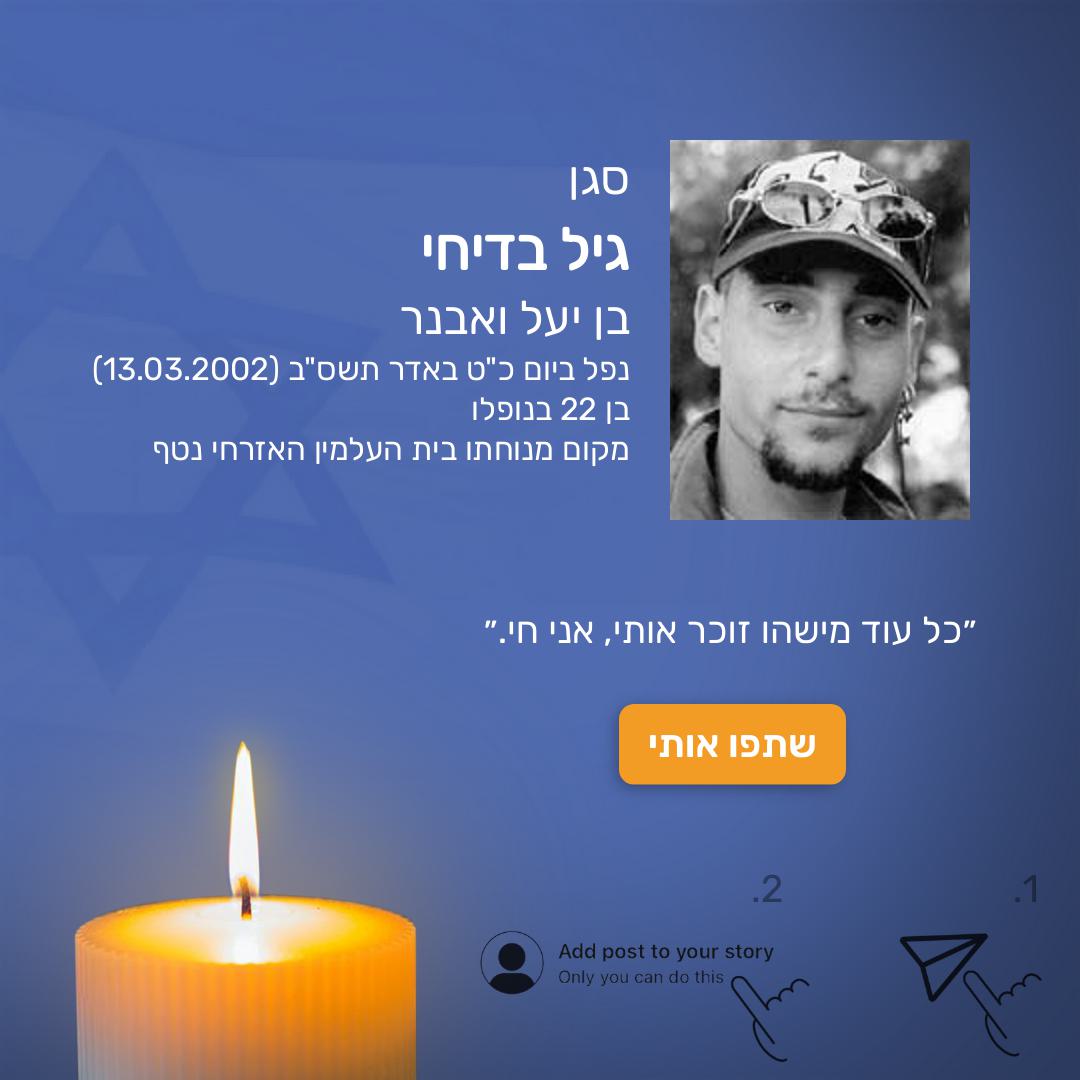 סגן
גיל בדיחי
בן יעל ואבנר
נפל ביום כ"ט באדר תשס"ב (13.03.2002)
בן 22 בנופלו
מקום מנוחתו בית העלמין האזרחי נטף
״כל עוד מישהו זוכר אותי, אני חי.״
שתפו אותי
1.
2.
Add post to your story
Only you can do this